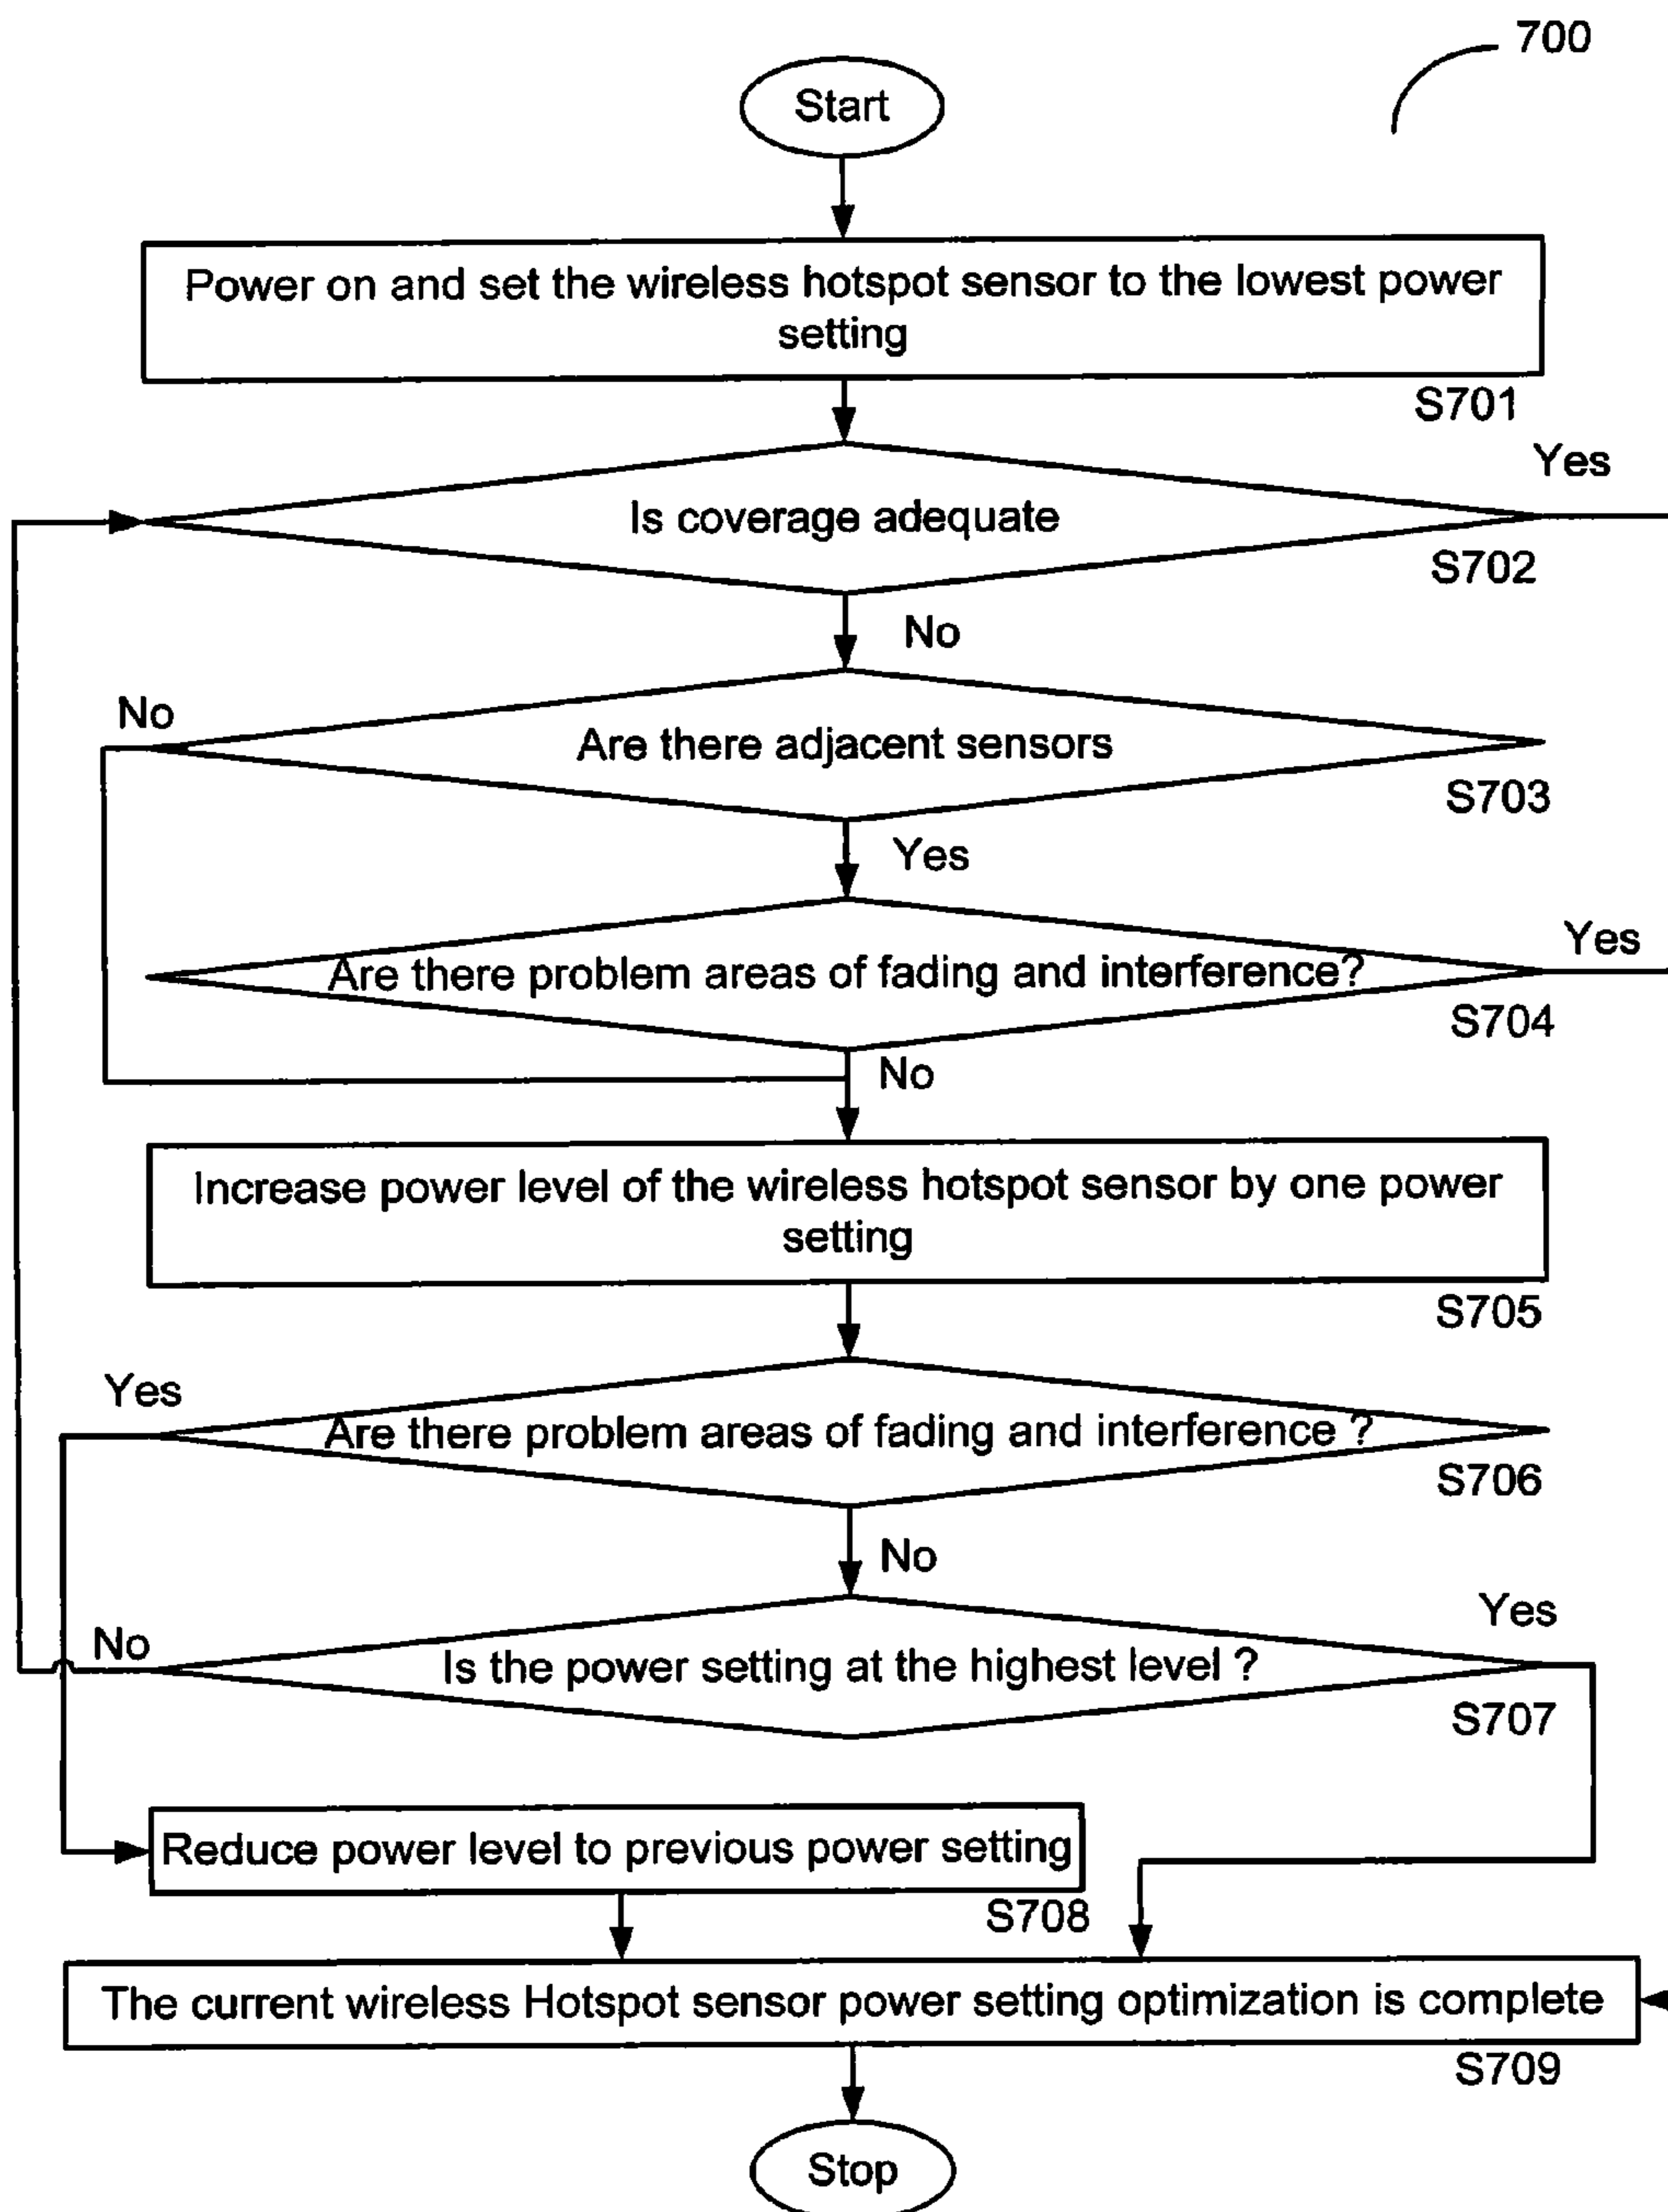 700
Start
Power on and set the wireless hotspot sensor to the lowest power
setting
S701
Yes
Is coverage adequate
S702
No
No
Are there adjacent sensors
S703
Yes
Yes
Are there problem areas of fading and interference?
S704
No
Increase power level of the wireless hotspot sensor by one power
setting
S705
Yes
Are there problem areas of fading and interference ?
S706
No
Yes
No
Is the power setting at the highest level ?
S707
Reduce power level to previous power setting
S708
The current wireless Hotspot sensor power setting optimization is complete
S709
Stop